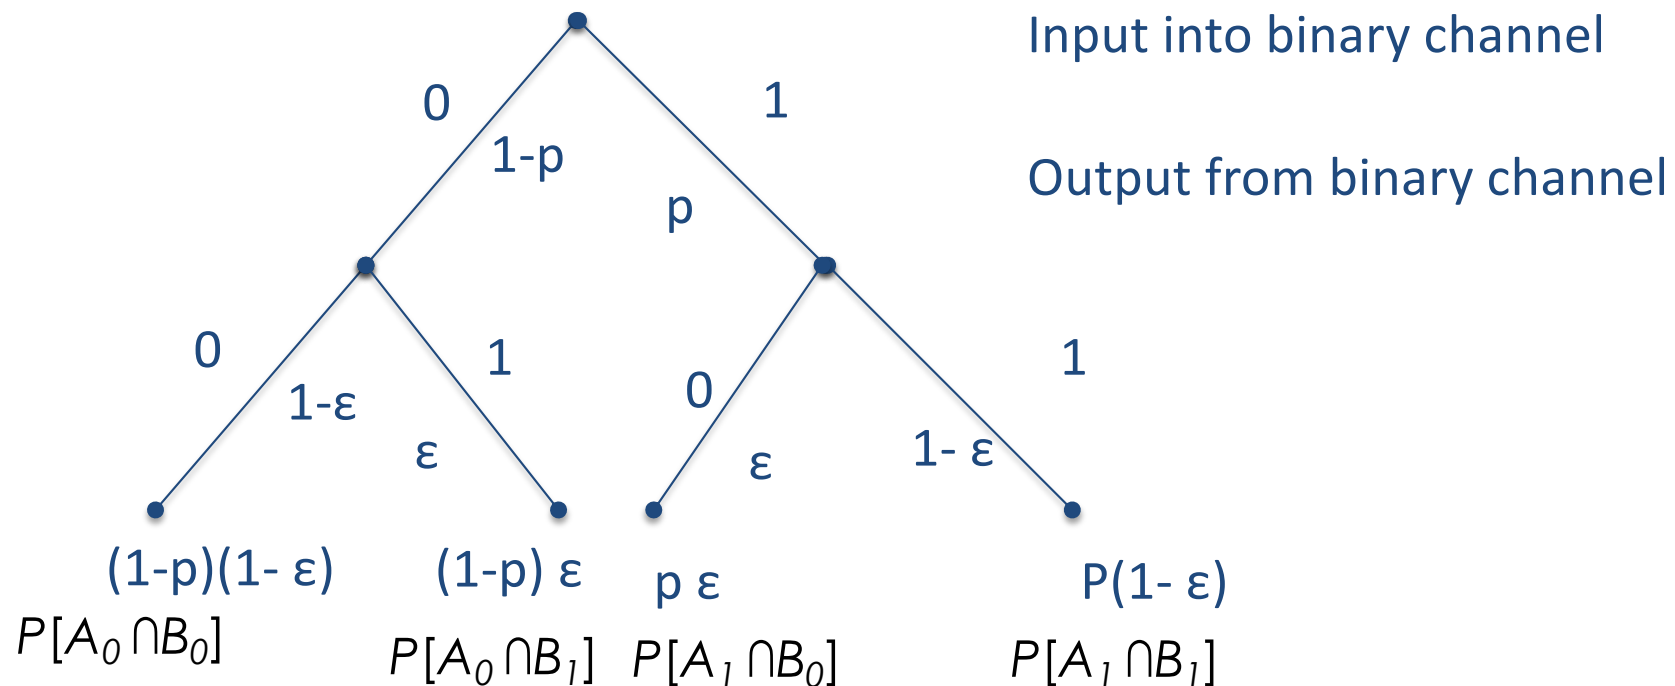 Input into binary channel
0
1
1-p
Output from binary channel
p
0
1
0
1
1-ε
ε
ε
1- ε
(1-p)(1- ε)
(1-p) ε
p ε
P(1- ε)
P[A₀ ∩B₀]
P[A₀ ∩B₁]
P[A₁ ∩B₀]
P[A₁ ∩B₁]